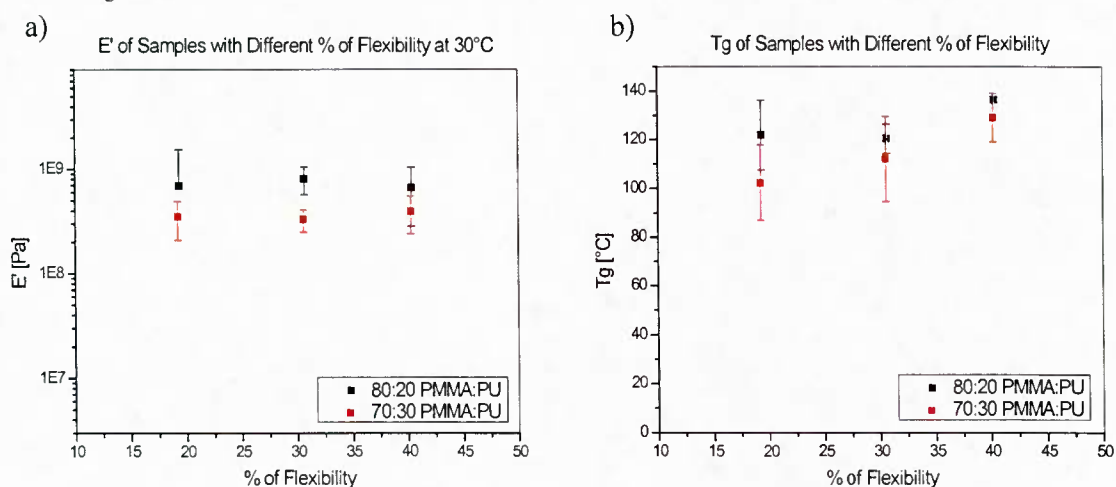 a)
E' of Samples with Different % of Flexibility at 30°C
E' [Pa]
1E9
1E8
1E7
80:20 PMMA:PU
70:30 PMMA:PU
10 15 20 25 30 35 40 45 50
% of Flexibility
b)
Tg of Samples with Different % of Flexibility
Tg [°C]
140
120
100
80
60
40
20
0
80:20 PMMA:PU
70:30 PMMA:PU
10 15 20 25 30 35 40 45 50
% of Flexibility